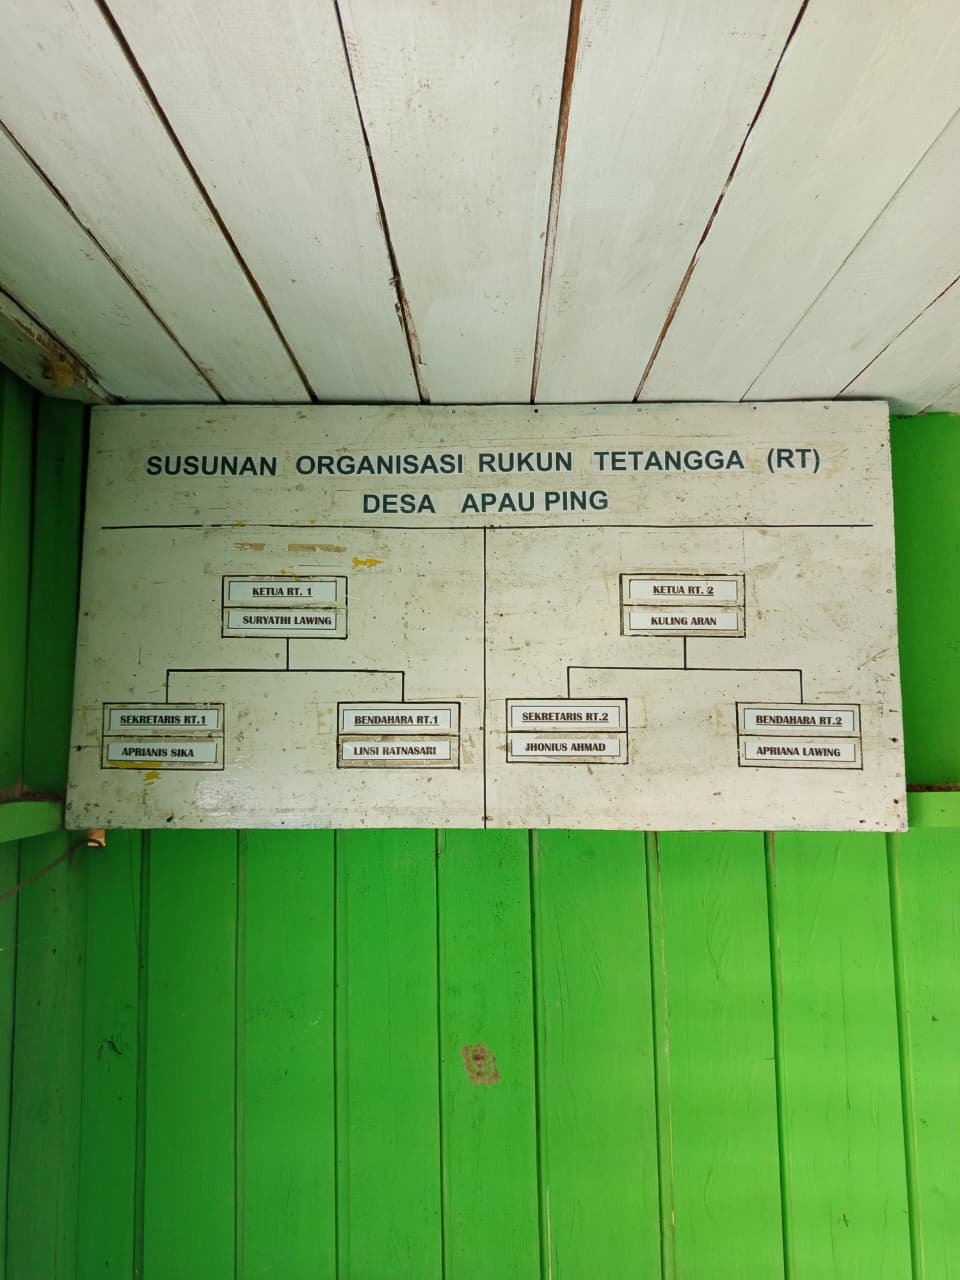 SUSUNAN ORGANISASI RUKUN TETANGGA (RT)
DESA APAU PING
KETUA RT. 1
SURYATHI LAWING
SEKRETARIS RT.1
APRIANIS SIKA
BENDAHARA RT.1
LINSI RATNASARI
KETUA RT. 2
KULING ARAN
SEKRETARIS RT.2
JHONIUS AHMAD
BENDAHARA RT.2
APRIANA LAWING